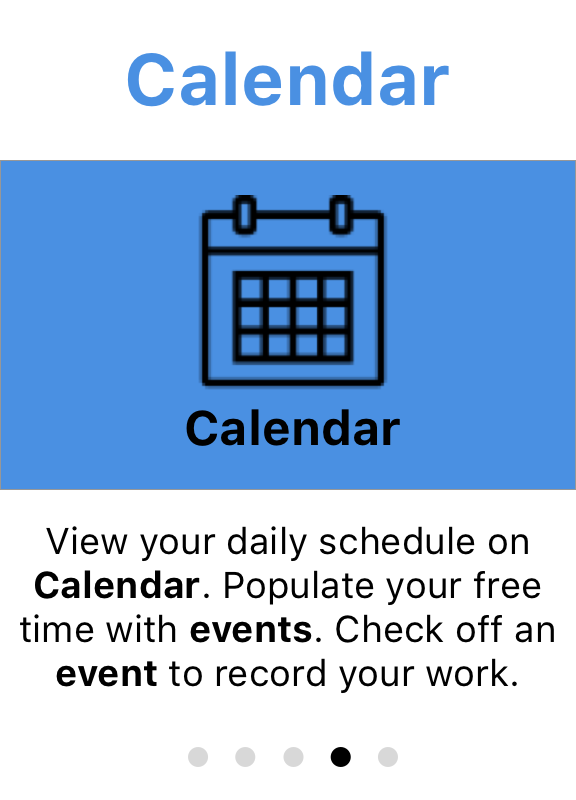 Calendar
Calendar
View your daily schedule on
Calendar. Populate your free
time with events. Check off an
event to record your work.